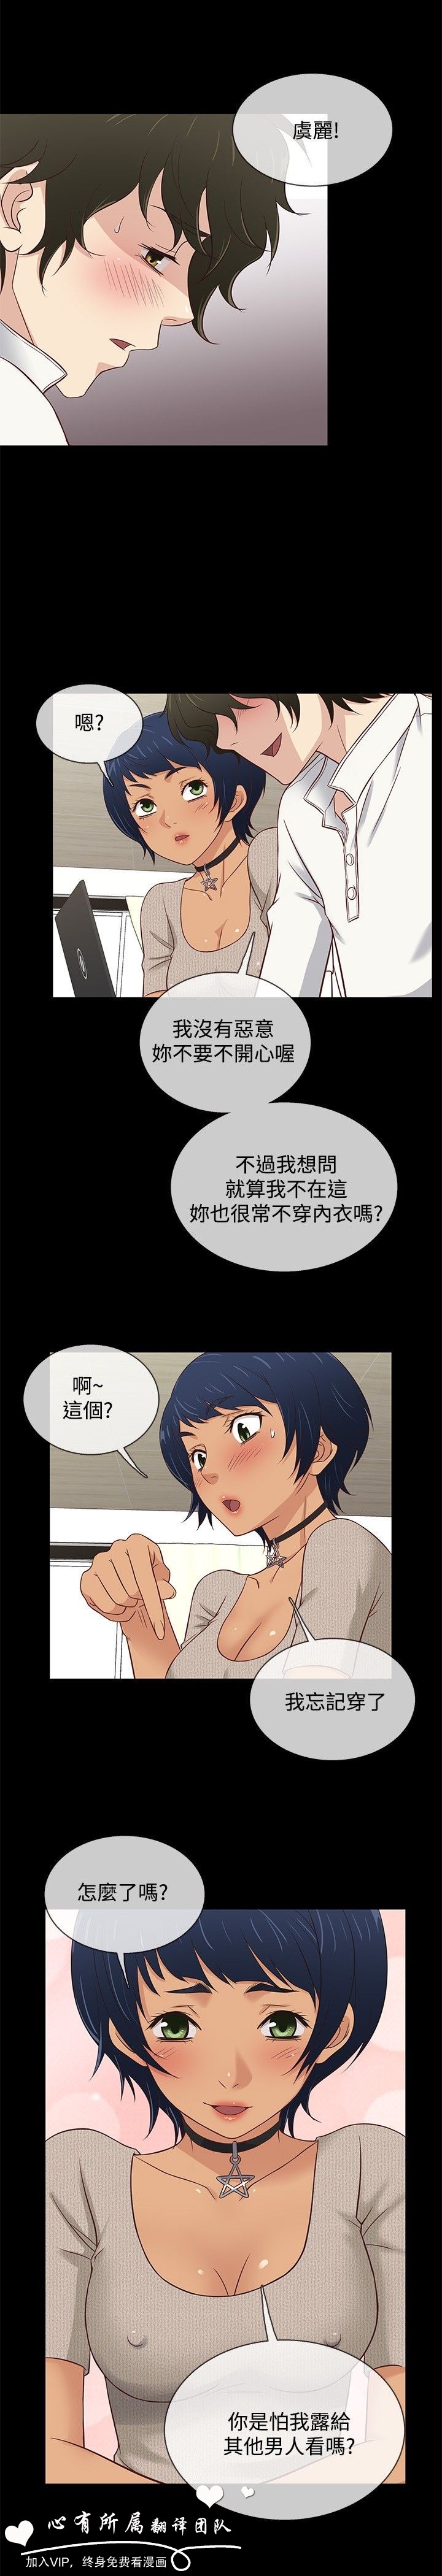 虞麗!
嗯?
我沒有惡意
妳不要不開心喔
不過我想問
就算我不在這
妳也很常不穿內衣嗎?
啊~
這個?
我忘記穿了
怎麼了嗎?
你是怕我露給
其他男人看嗎?
心有所属翻译团队
加入VIP，终身免费看漫画